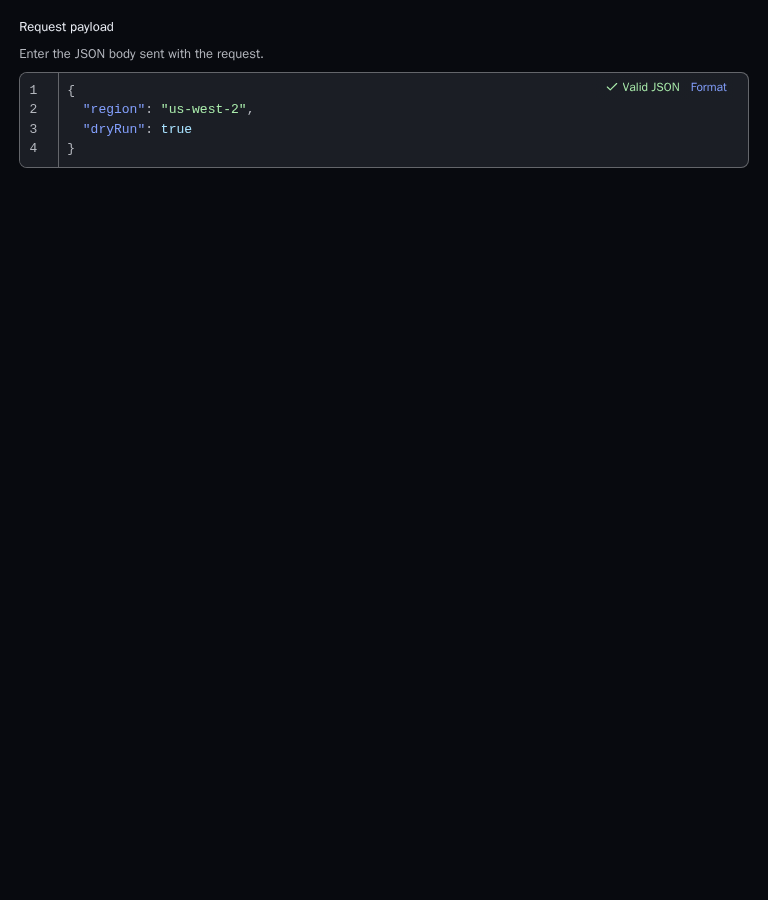 Request payload
Enter the JSON body sent with the request.
1 {
Valid JSON Format
2   "region": "us-west-2",
3   "dryRun": true
4 }